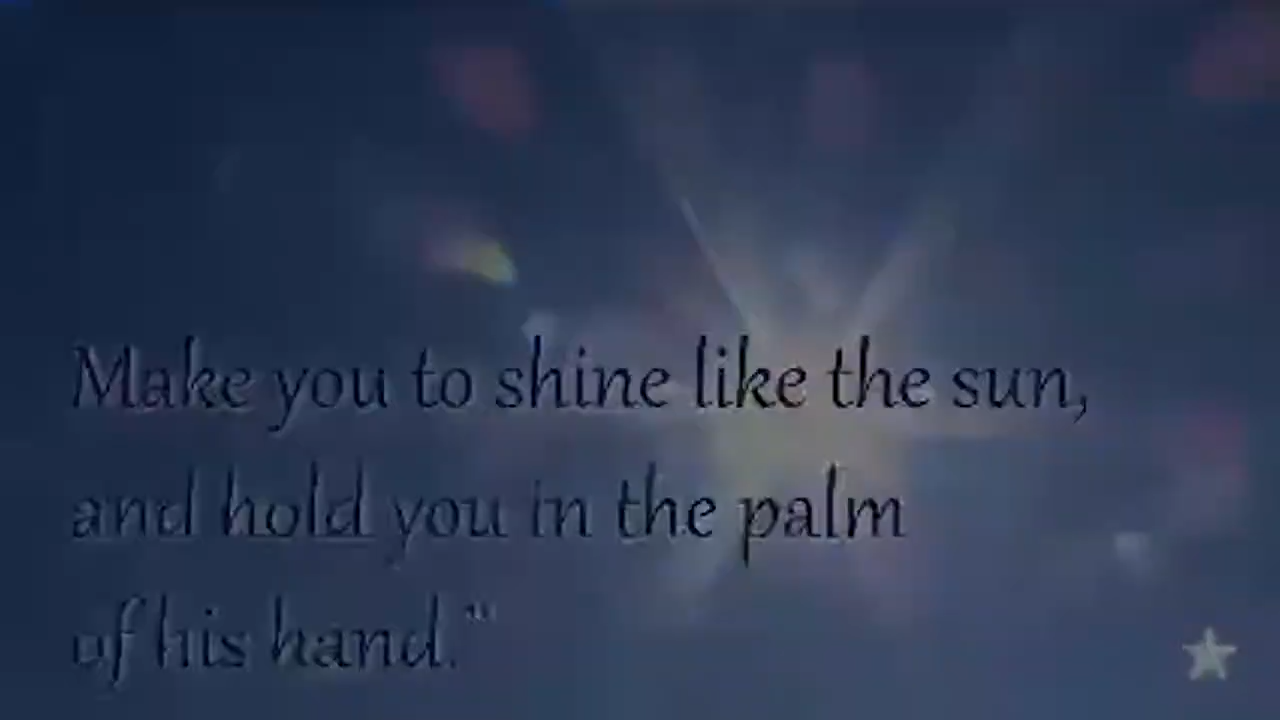 Make you to shine like the sun,
and hold you in the palm
of his hand."